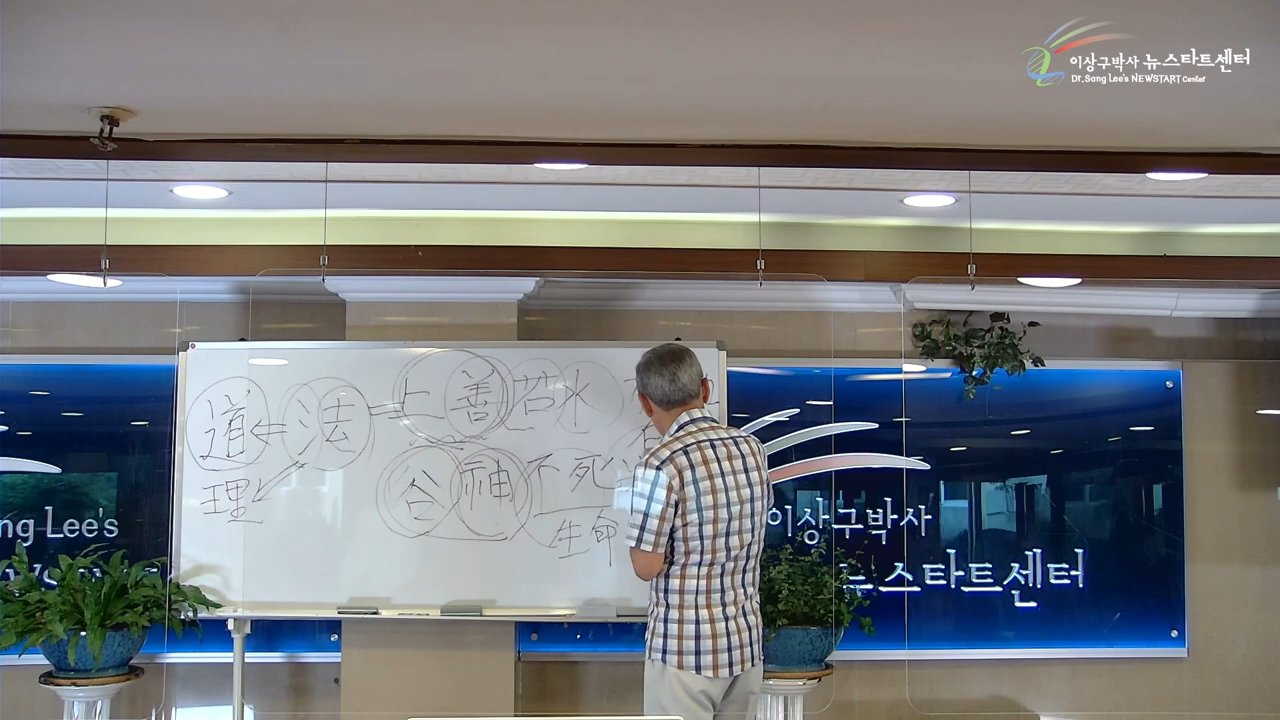 이상구박사 뉴스타트센터
Dr. Sang Lee's NEWSTART Center
道 ← 法 = 上善若水
理
谷神不死
生命
ng Lee's
이상구박사
뉴스타트센터